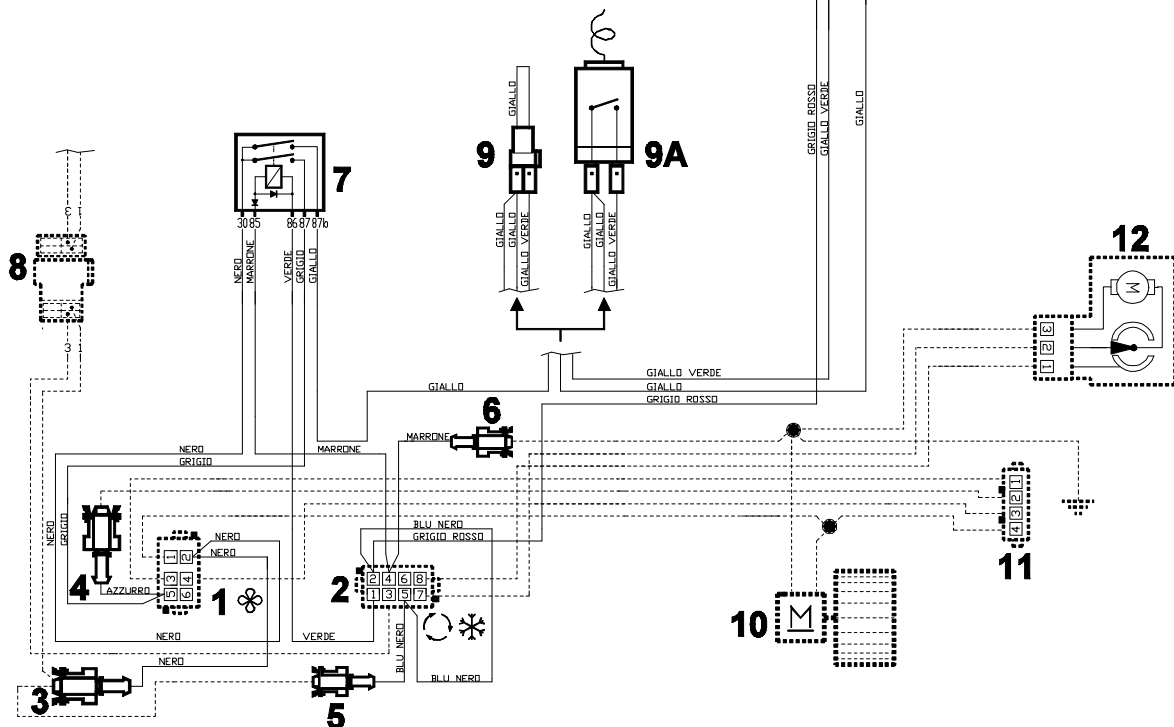 GIALLO
GRIGIO ROSSO
GIALLO VERDE
GIALLO
9
9A
7
30 85 86 87 87b
8
3 1
3 1
NERO
MARRONE
VERDE
GRIGIO
GIALLO
GIALLO
GIALLO
GIALLO VERDE
GIALLO
GIALLO
GIALLO VERDE
12
M
3
2
1
GIALLO VERDE
GIALLO
GIALLO
GRIGIO ROSSO
6
MARRONE
NERO
MARRONE
GRIGIO
NERO
GRIGIO
BLU NERO
GRIGIO ROSSO
NERO
NERO
4
AZZURRO
1 2
3 4
5 6
1
2
2 4 6 8
1 3 5 7
1
2
3
4
11
10
M
NERO
VERDE
BLU NERO
NERO
BLU NERO
3
5